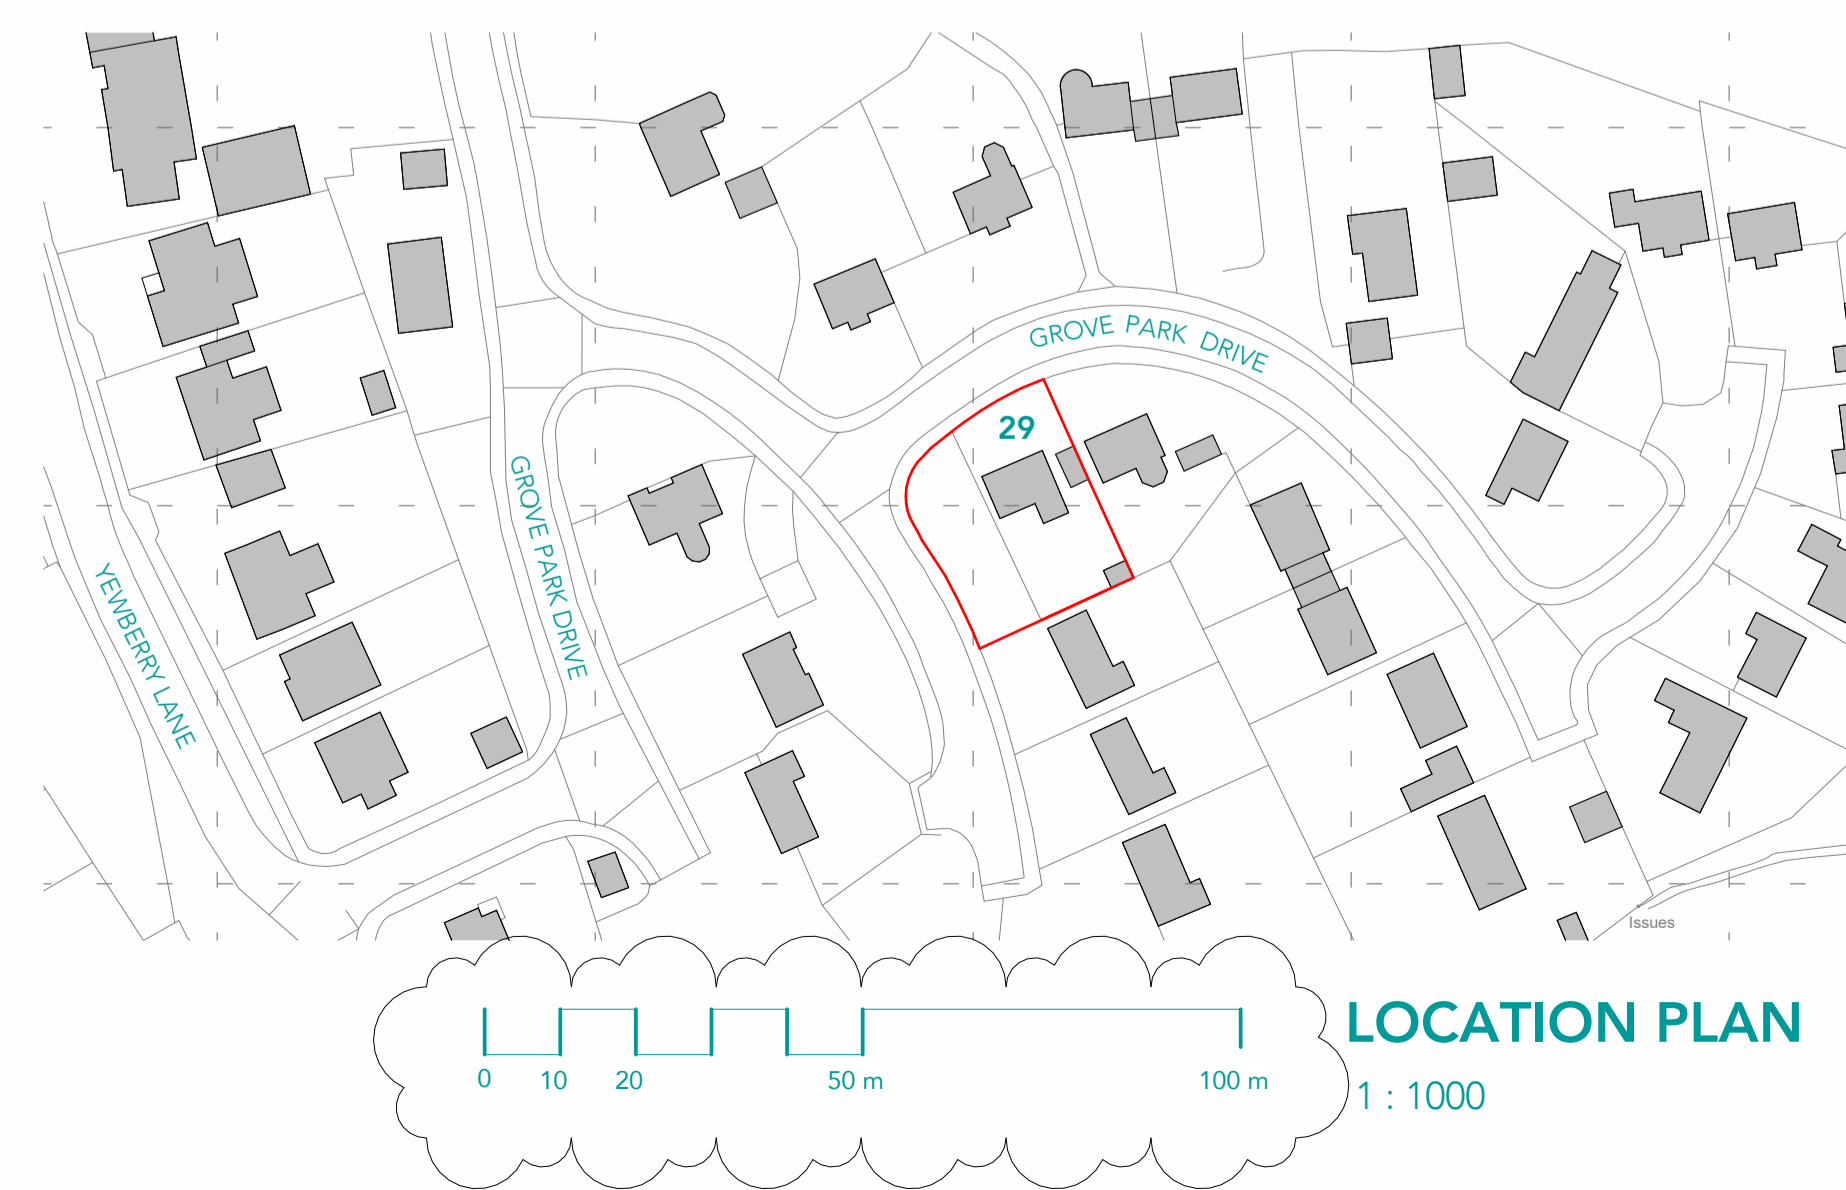 GROVE PARK DRIVE
29
GROVE PARK DRIVE
YEWBERRY LANE
Issues
0 10 20 50 m 100 m
LOCATION PLAN
1 : 1000